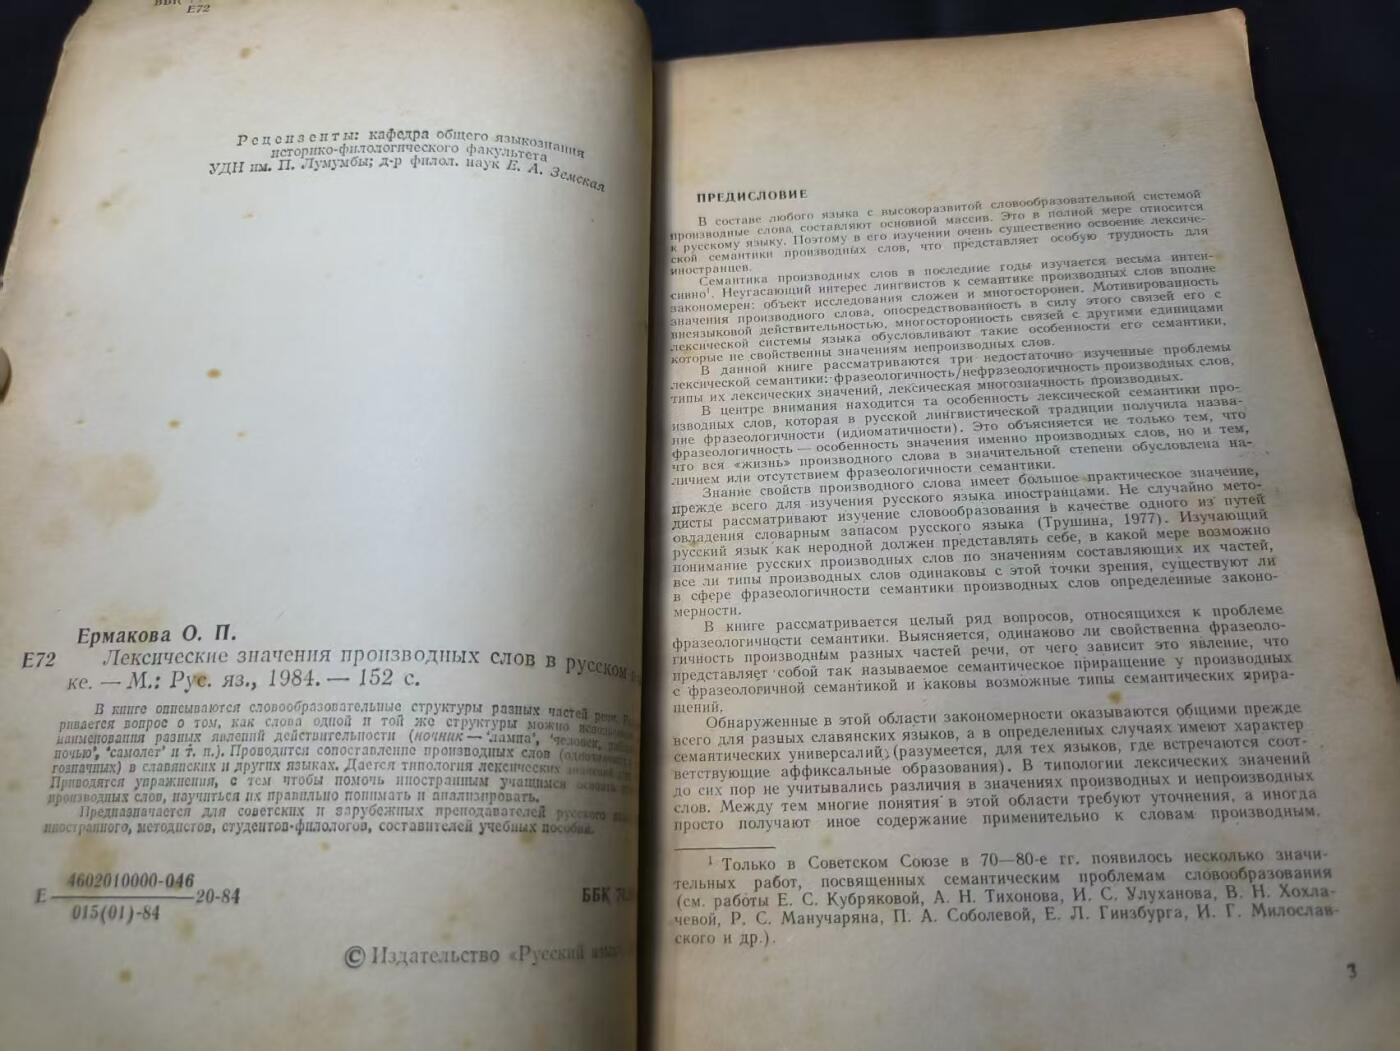 ББК
Е72
Рецензенты: кафедра общего языкознания
историко-филологического факультета
УДН им. П. Лумумбы; д-р филол. наук Е. А. Земская
Ермакова О. П.
Е72 Лексические значения производных слов в русском
ке. — М.: Рус. яз., 1984. — 152 с.
В книге описываются словообразовательные структуры разных частей речи.
ривается вопрос о том, как слова одной и той же структуры можно
наименования разных явлений действительности (ночник — ‘лампа’, ‘человек,
ночью’, ‘самолет’ и т. п.). Проводится сопоставление производных слов
гозначных) в славянских и других языках. Дается типология лексических
Приводятся упражнения, с тем чтобы помочь иностранным учащимся
производных слов, научиться их правильно понимать и анализировать.
Предназначается для советских и зарубежных преподавателей русского
иностранного, методистов, студентов-филологов, составителей учебных пособий.
Е 4602010000-046 20-84
015(01)-84
ББК
© Издательство «Русский
ПРЕДИСЛОВИЕ
В составе любого языка с высокоразвитой словообразовательной системой
производные слова составляют основной массив. Это в полной мере относится
к русскому языку. Поэтому в его изучении очень существенно освоение лексиче-
ской семантики производных слов, что представляет особую трудность для
иностранцев.
Семантика производных слов в последние годы изучается весьма интен-
сивно¹. Неугасающий интерес лингвистов к семантике производных слов вполне
закономерен: объект исследования сложен и многосторонен. Мотивированность
значения производного слова, опосредствованность в силу этого связей его с
внеязыковой действительностью, многосторонность связей с другими единицами
лексической системы языка обусловливают такие особенности его семантики,
которые не свойственны значениям непроизводных слов.
В данной книге рассматриваются три недостаточно изученные проблемы
лексической семантики: фразеологичность/нефразеологичность производных слов,
типы их лексических значений, лексическая многозначность производных.
В центре внимания находится та особенность лексической семантики про-
изводных слов, которая в русской лингвистической традиции получила назва-
ние фразеологичности (идиоматичности). Это объясняется не только тем, что
фразеологичность — особенность значения именно производных слов, но и тем,
что вся «жизнь» производного слова в значительной степени обусловлена на-
личием или отсутствием фразеологичности семантики.
Знание свойств производного слова имеет большое практическое значение,
прежде всего для изучения русского языка иностранцами. Не случайно мето-
дисты рассматривают изучение словообразования в качестве одного из путей
овладения словарным запасом русского языка (Трушина, 1977). Изучающий
русский язык как неродной должен представлять себе, в какой мере возможно
понимание русских производных слов по значениям составляющих их частей,
все ли типы производных слов одинаковы с этой точки зрения, существуют ли
в сфере фразеологичности семантики производных слов определенные законо-
мерности.
В книге рассматривается целый ряд вопросов, относящихся к проблеме
фразеологичности семантики. Выясняется, одинаково ли свойственна фразеоло-
гичность производным разных частей речи, от чего зависит это явление, что
представляет собой так называемое семантическое приращение у производных
с фразеологичной семантикой и каковы возможные типы семантических прира-
щений.
Обнаруженные в этой области закономерности оказываются общими прежде
всего для разных славянских языков, а в определенных случаях имеют характер
семантических универсалий (разумеется, для тех языков, где встречаются соот-
ветствующие аффиксальные образования). В типологии лексических значений
до сих пор не учитывались различия в значениях производных и непроизводных
слов. Между тем многие понятия в этой области требуют уточнения, а иногда
просто получают иное содержание применительно к словам производным.
¹ Только в Советском Союзе в 70—80-е гг. появилось несколько значи-
тельных работ, посвященных семантическим проблемам словообразования
(см. работы Е. С. Кубряковой, А. Н. Тихонова, И. С. Улуханова, В. Н. Хохла-
чевой, Р. С. Манучаряна, П. А. Соболевой, Е. Л. Гинзбурга, И. Г. Милослав-
ского и др.).
3